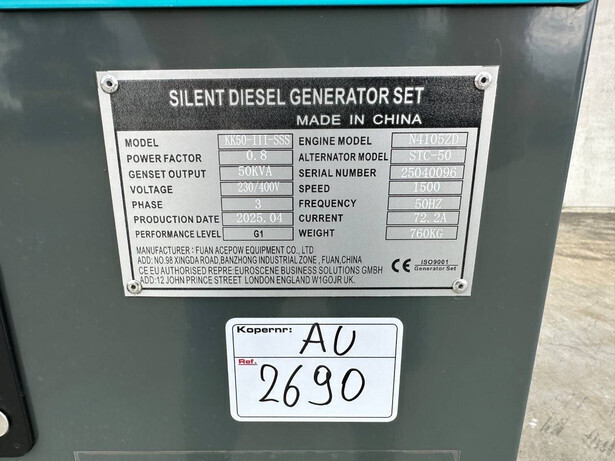 SILENT DIESEL GENERATOR SET
MADE IN CHINA
MODEL KK50-III-SSS ENGINE MODEL N4105ZD
POWER FACTOR 0.8 ALTERNATOR MODEL STC-50
GENSET OUTPUT 50KVA SERIAL NUMBER 25040096
VOLTAGE 230/400V SPEED 1500
PHASE 3 FREQUENCY 50HZ
PRODUCTION DATE 2025.04 CURRENT 72.2A
PERFORMANCE LEVEL G1 WEIGHT 760KG
MANUFACTURER : FUAN ACEPOW EQUIPMENT CO., LTD
ADD: NO.98 XINGDA ROAD,BANZHONG INDUSTRIAL ZONE , FUAN,CHINA
CE EU AUTHORISED REPRE:EUROSCENE BUSINESS SOLUTIONS GMBH
ADD:12 JOHN PRINCE STREET LONDON ENGLAND W1GOJR UK.
CE ISO9001
Generator Set
Kopernr: AU
Ref. 2690